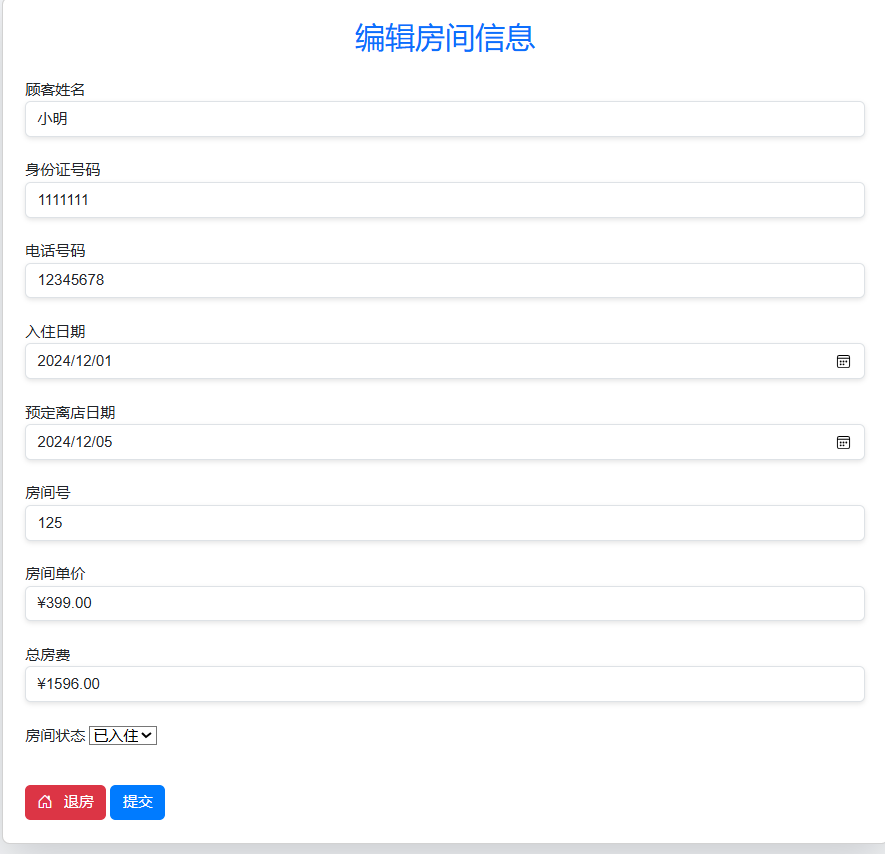 编辑房间信息
顾客姓名
小明
身份证号码
1111111
电话号码
12345678
入住日期
2024/12/01
预定离店日期
2024/12/05
房间号
125
房间单价
¥399.00
总房费
¥1596.00
房间状态 已入住
退房 提交